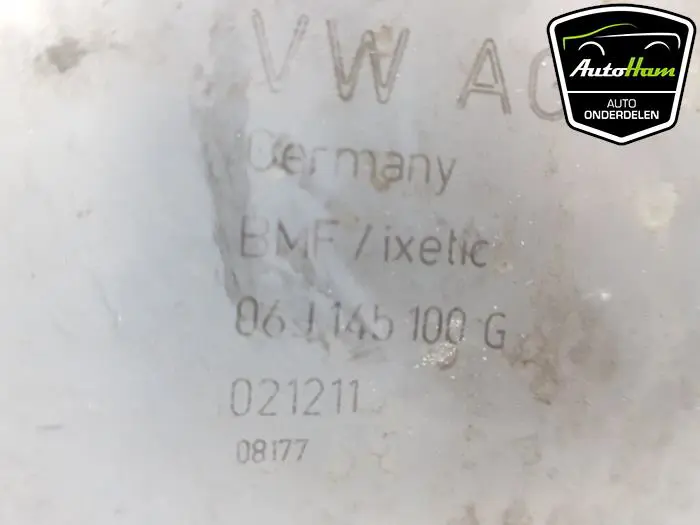 VW AG
Germany
BMF / ixetic
06J 145 100 G
021211
08177
AutoHam
AUTO
ONDERDELEN